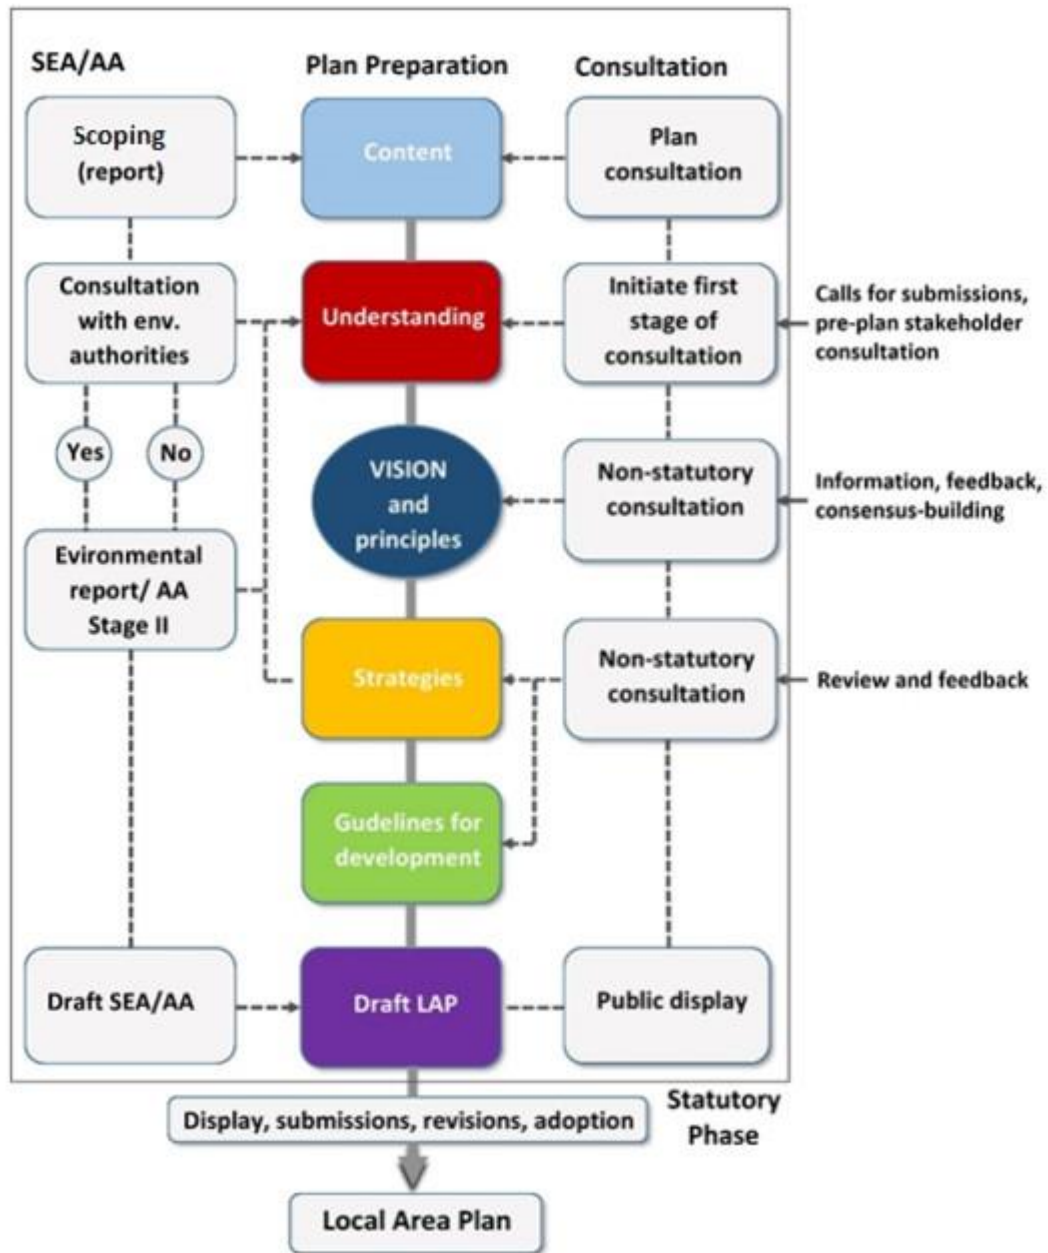 SEA/AA
Plan Preparation
Consultation
Scoping
(report)
Content
Plan
consultation
Consultation
with env.
authorities
Understanding
Initiate first
stage of
consultation
Calls for submissions,
pre-plan stakeholder
consultation
Yes
No
VISION
and
principles
Non-statutory
consultation
Information, feedback,
consensus-building
Evironmental
report/ AA
Stage II
Strategies
Non-statutory
consultation
Review and feedback
Gudelines for
development
Draft SEA/AA
Draft LAP
Public display
Display, submissions, revisions, adoption
Statutory
Phase
Local Area Plan